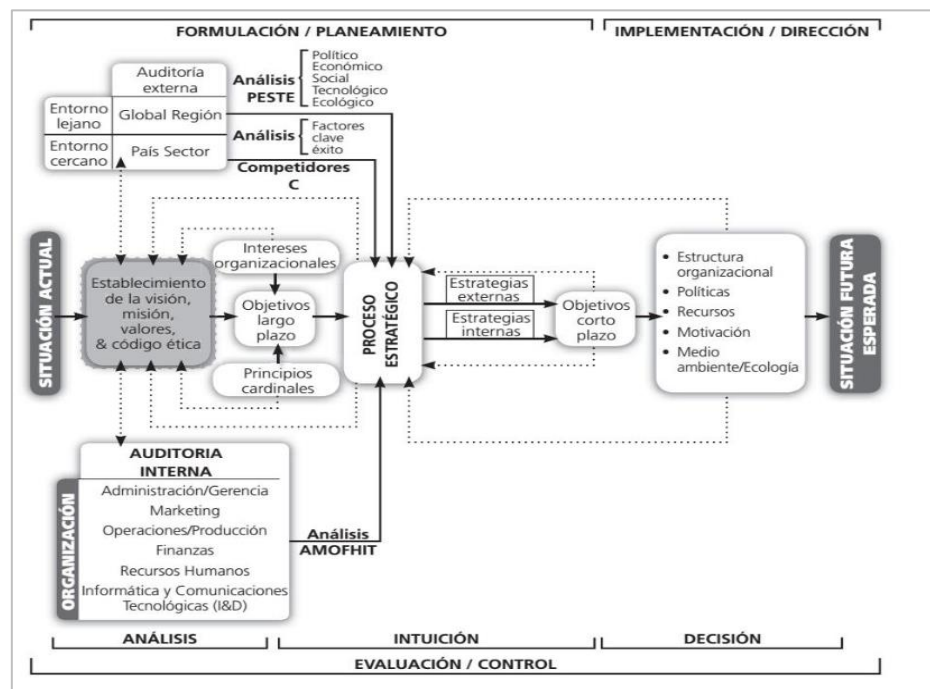 FORMULACIÓN / PLANEAMIENTO
IMPLEMENTACIÓN / DIRECCIÓN
Auditoría
externa
Entorno
lejano
Global Región
Entorno
cercano
País Sector
Análisis
PESTE
Político
Económico
Social
Tecnológico
Ecológico
Análisis
Factores
clave
éxito
Competidores
C
SITUACIÓN ACTUAL
Establecimiento
de la visión,
misión,
valores,
& código ética
Intereses
organizacionales
Objetivos
largo
plazo
Principios
cardinales
PROCESO
ESTRATÉGICO
Estrategias
externas
Estrategias
internas
Objetivos
corto
plazo
• Estructura
organizacional
• Políticas
• Recursos
• Motivación
• Medio
ambiente/Ecología
SITUACIÓN FUTURA
ESPERADA
ORGANIZACIÓN
AUDITORIA
INTERNA
Administración/Gerencia
Marketing
Operaciones/Producción
Finanzas
Recursos Humanos
Informática y Comunicaciones
Tecnológicas (I&D)
Análisis
AMOFHIT
ANÁLISIS
INTUICIÓN
DECISIÓN
EVALUACIÓN / CONTROL